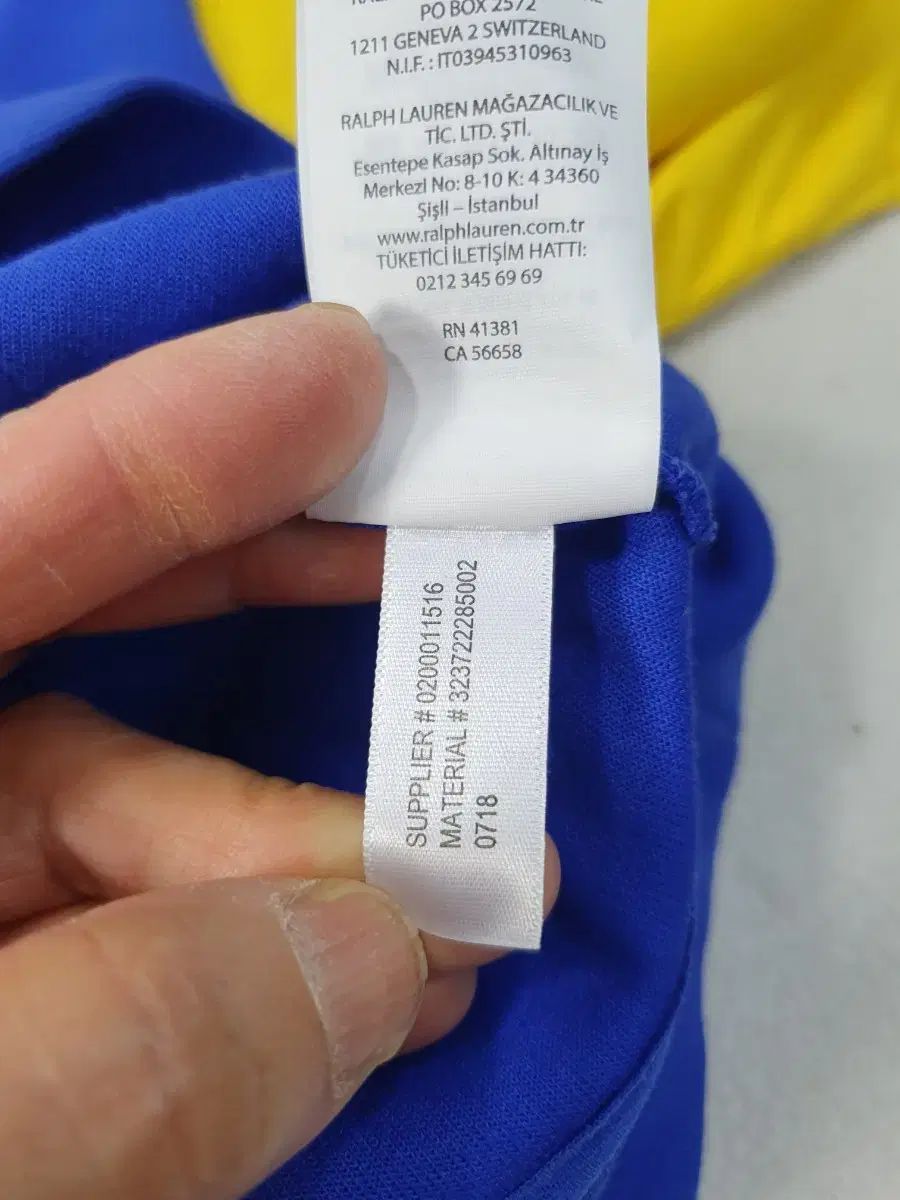 PO BOX 2572
1211 GENEVA 2 SWITZERLAND
N.I.F. : IT03945310963
RALPH LAUREN MAĞAZACILIK VE
TİC. LTD. ŞTİ.
Esentepe Kasap Sok. Altınay iş
Merkezl No: 8-10 K: 4 34360
Şişlİ – İstanbul
www.ralphlauren.com.tr
TÜKETİCİ İLETİŞİM HATTI:
0212 345 69 69
RN 41381
CA 56658
SUPPLIER # 0200011516
MATERIAL # 323722285002
0718